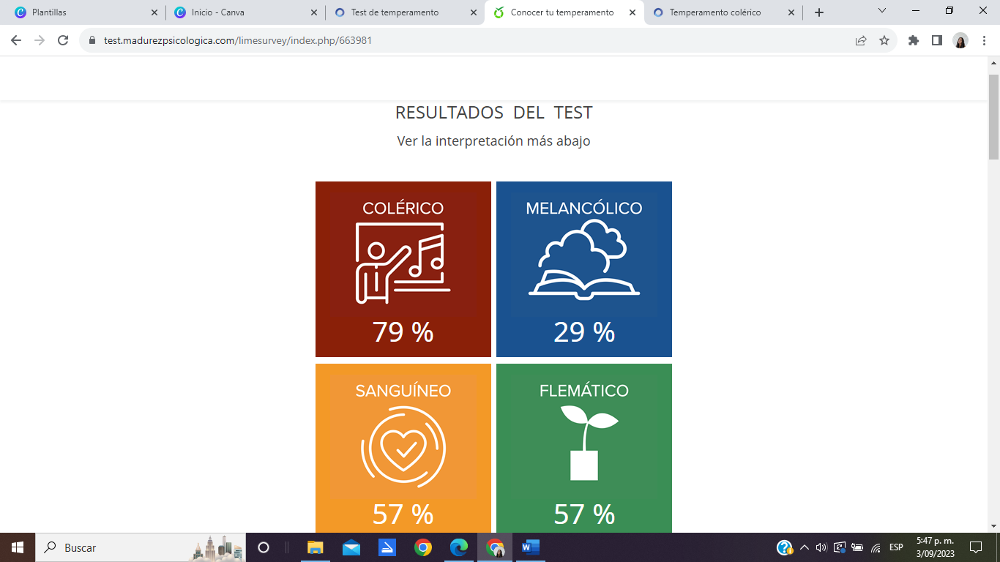 Plantillas
Inicio - Canva
Test de temperamento
Conocer tu temperamento
Temperamento colérico
test.madurezpsicologica.com/limesurvey/index.php/663981
RESULTADOS DEL TEST
Ver la interpretación más abajo
COLÉRICO
79 %
MELANCÓLICO
29 %
SANGUÍNEO
57 %
FLEMÁTICO
57 %
Buscar
ESP
5:47 p. m.
3/09/2023